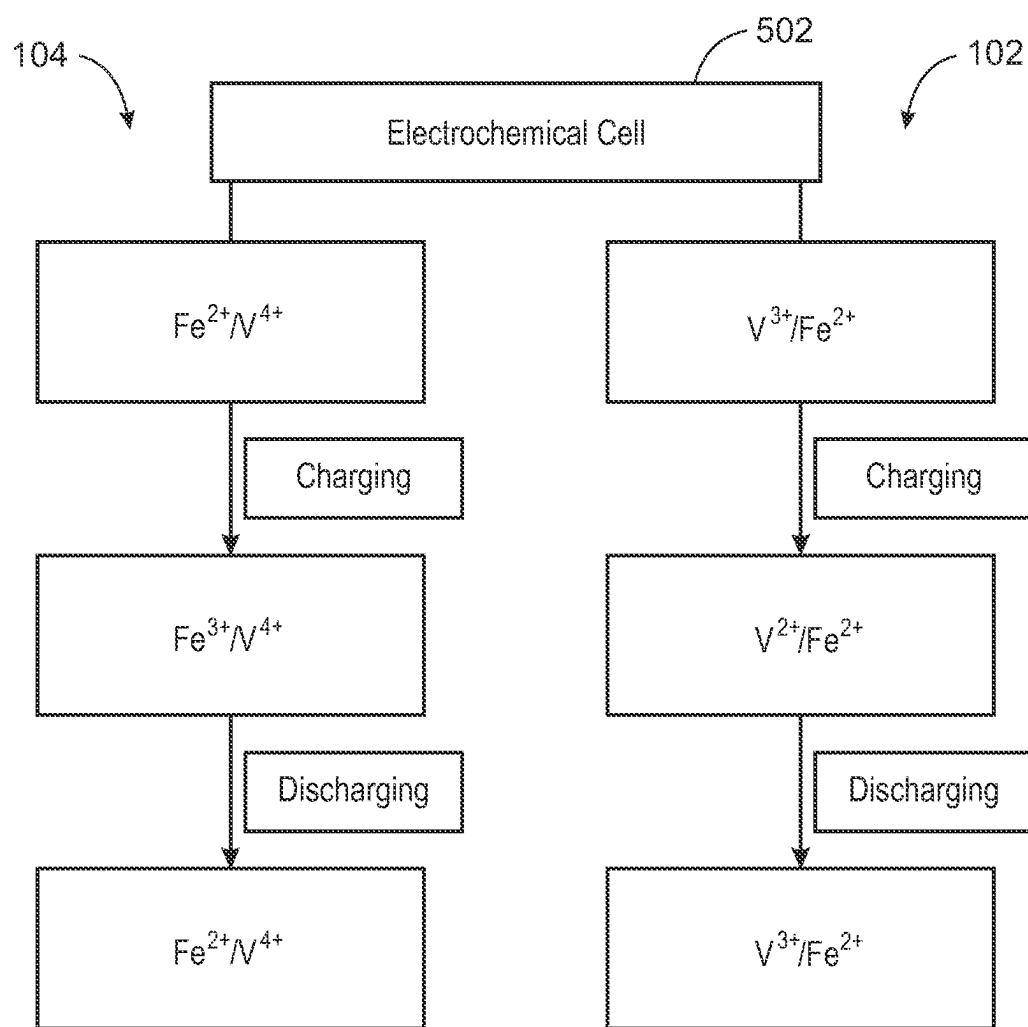 502
104
102
Electrochemical Cell
Fe²⁺/V⁴⁺
V³⁺/Fe²⁺
Charging
Charging
Fe³⁺/V⁴⁺
V²⁺/Fe²⁺
Discharging
Discharging
Fe²⁺/V⁴⁺
V³⁺/Fe²⁺